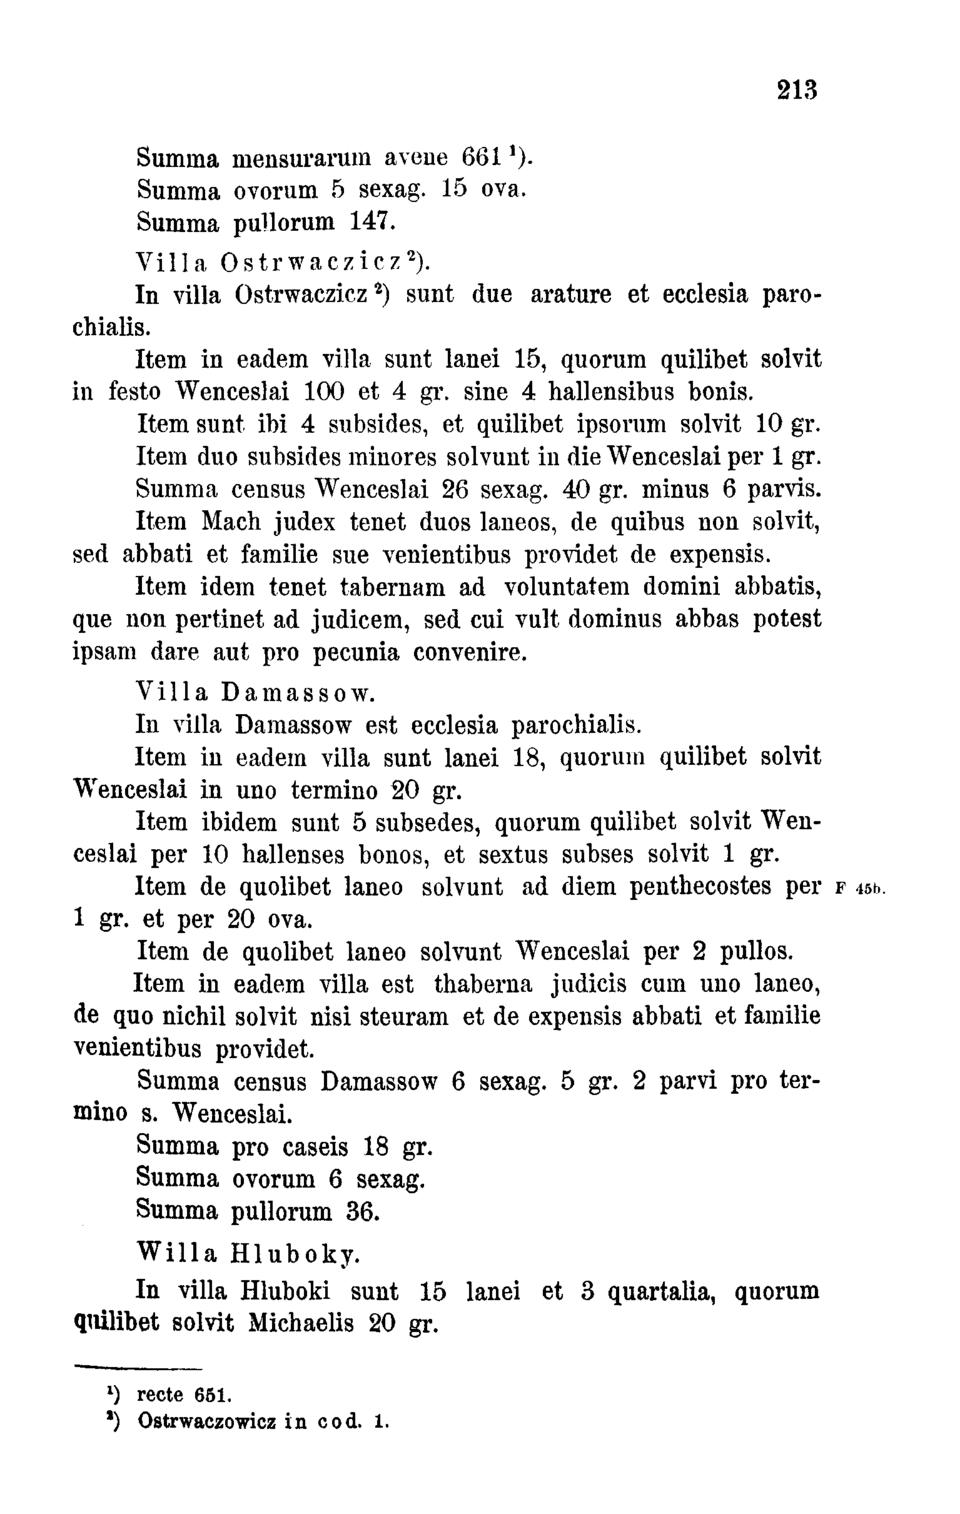 213
Summa mensurarum avene 661 ¹).
Summa ovorum 5 sexag. 15 ova.
Summa pullorum 147.
Villa Ostrwaczicz ²).
In villa Ostrwaczicz ²) sunt due arature et ecclesia paro-
chialis.
Item in eadem villa sunt lanei 15, quorum quilibet solvit
in festo Wenceslai 100 et 4 gr. sine 4 hallensibus bonis.
Item sunt ibi 4 subsides, et quilibet ipsorum solvit 10 gr.
Item duo subsides minores solvunt in die Wenceslai per 1 gr.
Summa census Wenceslai 26 sexag. 40 gr. minus 6 parvis.
Item Mach judex tenet duos laneos, de quibus non solvit,
sed abbati et familie sue venientibus providet de expensis.
Item idem tenet tabernam ad voluntatem domini abbatis,
que non pertinet ad judicem, sed cui vult dominus abbas potest
ipsam dare aut pro pecunia convenire.
Villa Damassow.
In villa Damassow est ecclesia parochialis.
Item in eadem villa sunt lanei 18, quorum quilibet solvit
Wenceslai in uno termino 20 gr.
Item ibidem sunt 5 subsedes, quorum quilibet solvit Wen-
ceslai per 10 hallenses bonos, et sextus subses solvit 1 gr.
Item de quolibet laneo solvunt ad diem penthecostes per F 45b.
1 gr. et per 20 ova.
Item de quolibet laneo solvunt Wenceslai per 2 pullos.
Item in eadem villa est thaberna judicis cum uno laneo,
de quo nichil solvit nisi steuram et de expensis abbati et familie
venientibus providet.
Summa census Damassow 6 sexag. 5 gr. 2 parvi pro ter-
mino s. Wenceslai.
Summa pro caseis 18 gr.
Summa ovorum 6 sexag.
Summa pullorum 36.
Willa Hluboky.
In villa Hluboki sunt 15 lanei et 3 quartalia, quorum
quilibet solvit Michaelis 20 gr.
¹) recte 651.
²) Ostrwaczowicz in cod. 1.